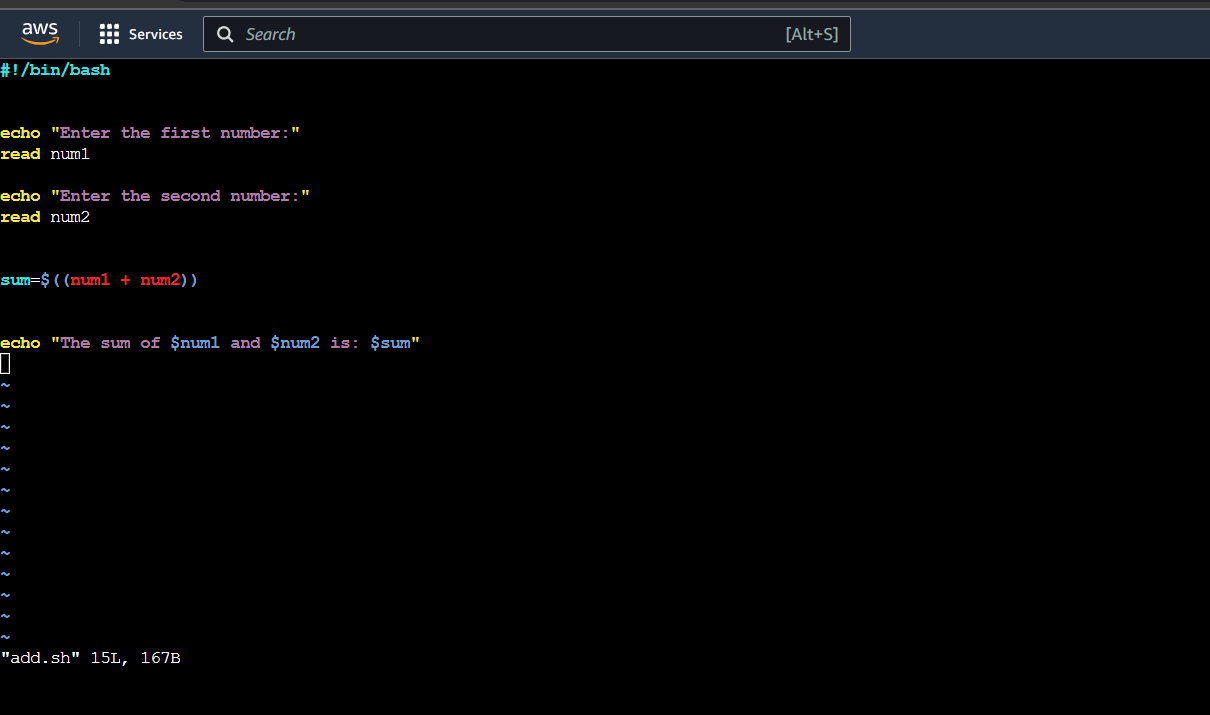 aws Services Search [Alt+S]
#!/bin/bash
echo "Enter the first number:"
read num1
echo "Enter the second number:"
read num2
sum=$((num1 + num2))
echo "The sum of $num1 and $num2 is: $sum"
~
~
~
~
~
~
~
~
~
~
~
~
~
"add.sh" 15L, 167B